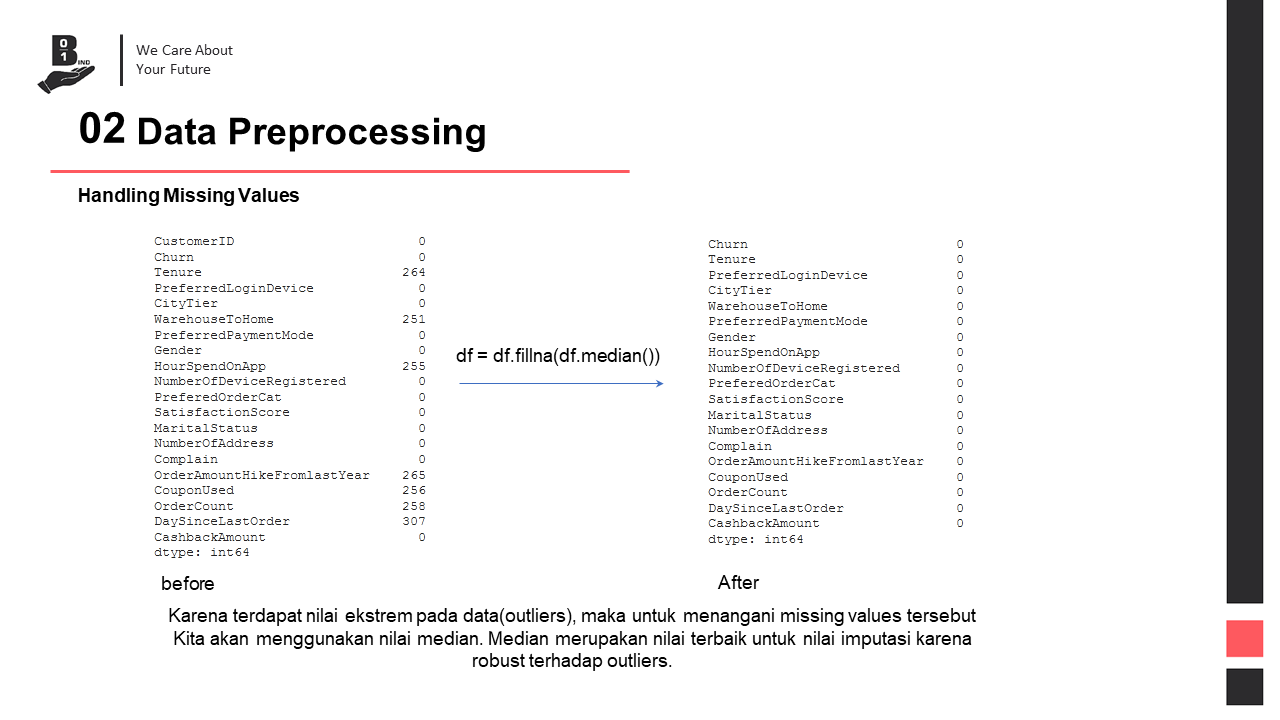 B
0
1
IND
We Care About
Your Future
02 Data Preprocessing
Handling Missing Values
CustomerID 0
Churn 0
Tenure 264
PreferredLoginDevice 0
CityTier 0
WarehouseToHome 251
PreferredPaymentMode 0
Gender 0
HourSpendOnApp 255
NumberOfDeviceRegistered 0
PreferedOrderCat 0
SatisfactionScore 0
MaritalStatus 0
NumberOfAddress 0
Complain 0
OrderAmountHikeFromlastYear 265
CouponUsed 256
OrderCount 258
DaySinceLastOrder 307
CashbackAmount 0
dtype: int64
before
df = df.fillna(df.median())
Churn 0
Tenure 0
PreferredLoginDevice 0
CityTier 0
WarehouseToHome 0
PreferredPaymentMode 0
Gender 0
HourSpendOnApp 0
NumberOfDeviceRegistered 0
PreferedOrderCat 0
SatisfactionScore 0
MaritalStatus 0
NumberOfAddress 0
Complain 0
OrderAmountHikeFromlastYear 0
CouponUsed 0
OrderCount 0
DaySinceLastOrder 0
CashbackAmount 0
dtype: int64
After
Karena terdapat nilai ekstrem pada data(outliers), maka untuk menangani missing values tersebut
Kita akan menggunakan nilai median. Median merupakan nilai terbaik untuk nilai imputasi karena
robust terhadap outliers.